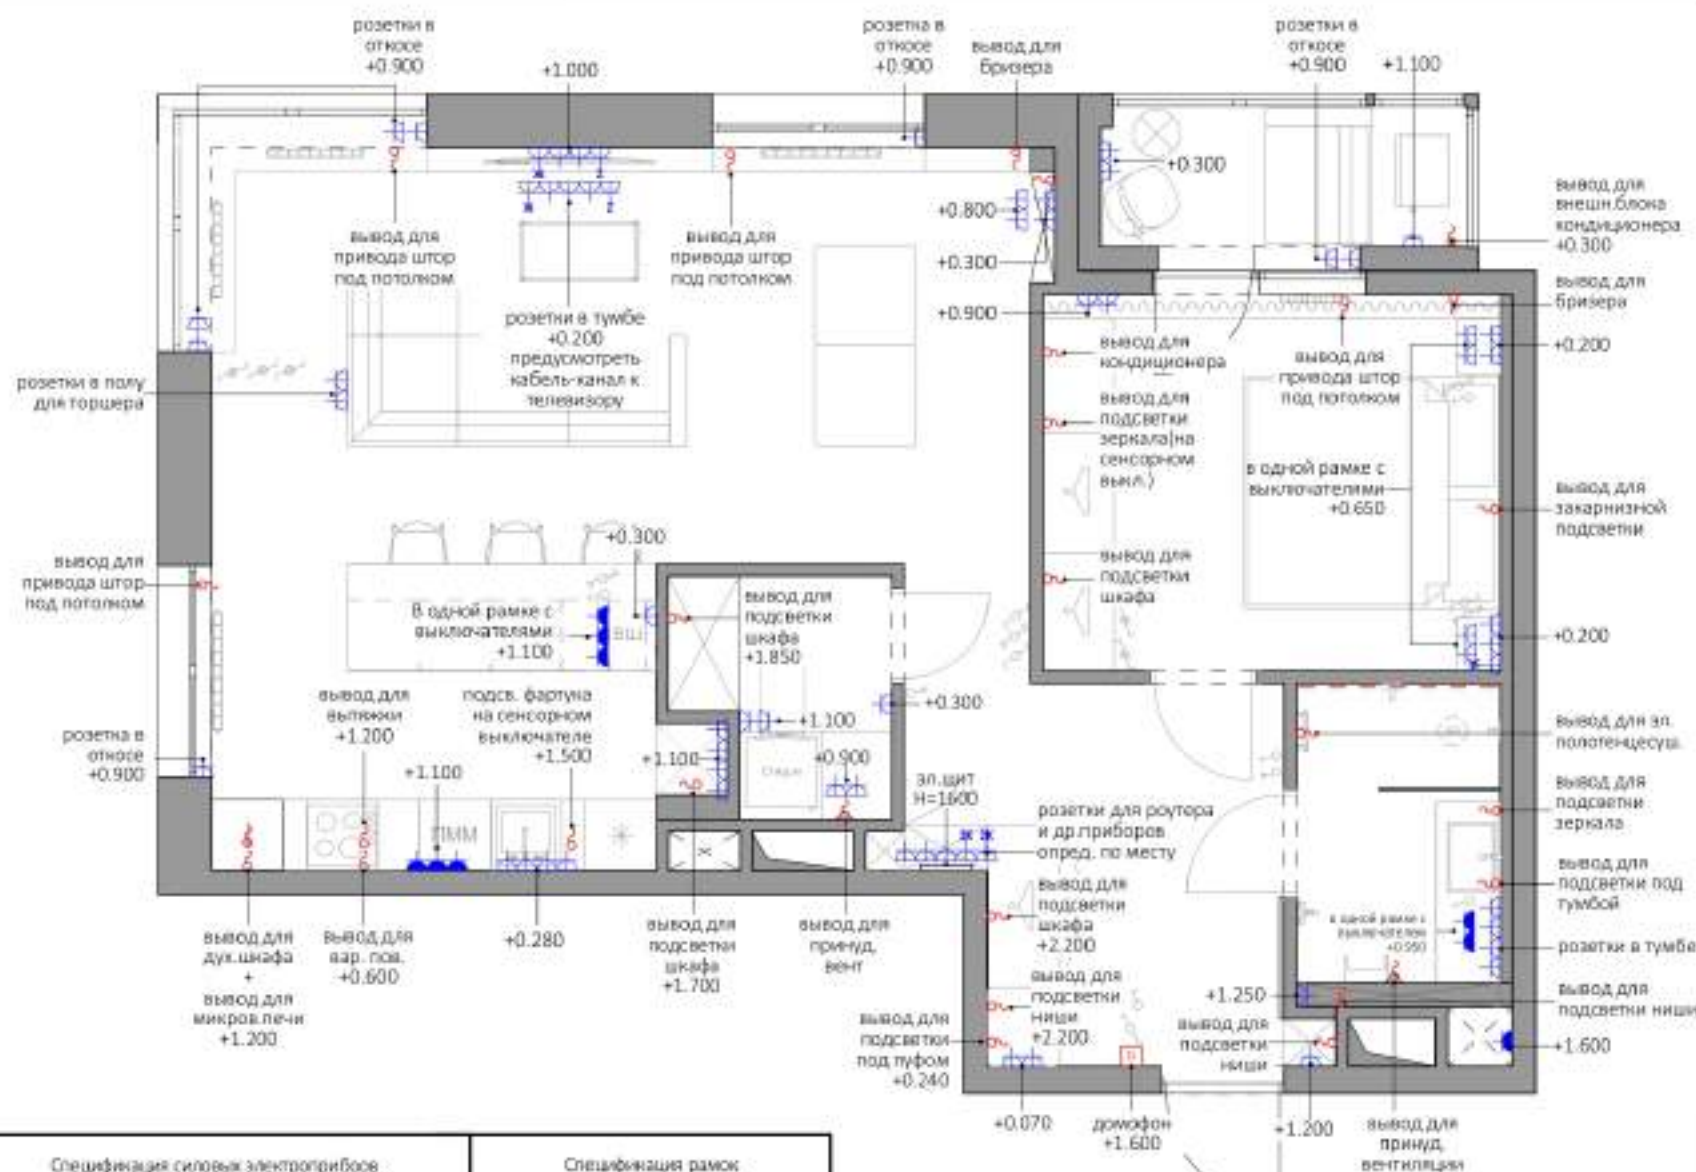 розетки в
откосе
+0.900
+1.000
розетка в
откосе
+0.900
вывод для
бризера
розетки в
откосе
+0.900
+1.100
+0.300
вывод для
внешн.блока
кондиционера
+0.300
+0.800
+0.300
+0.900
вывод для
привода штор
под потолком
вывод для
привода штор
под потолком
розетки в тумбе
+0.200
предусмотреть
кабель-канал к
телевизору
розетки в полу
для торшера
вывод для
бризера
+0.200
вывод для
кондиционера
вывод для
привода штор
под потолком
вывод для
подсветки
зеркала(на
сенсорном
выкл.)
в одной рамке с
выключателями
+0.650
вывод для
закарнизной
подсветки
вывод для
подсветки
шкафа
+0.200
вывод для
привода штор
под потолком
+0.300
В одной рамке с
выключателями
+1.100
ВШ
вывод для
подсветки
шкафа
+1.850
вывод для
вытяжки
+1.200
подсв. фартука
на сенсорном
выключателе
+1.500
розетка в
откосе
+0.900
+1.100
ПММ
+1.100
+1.100
+0.900
+0.300
эл.щит
Н=1600
розетки для роутера
и др.приборов
опред. по месту
вывод для эл.
полотенцесуш.
вывод для
подсветки
зеркала
вывод для
подсветки под
тумбой
в одной рамке с
выключателем
+0.950
розетки в тумбе
вывод для
подсветки ниши
+1.600
вывод для
дух.шкафа
+
вывод для
микров.печи
+1.200
вывод для
вар. пов.
+0.600
+0.280
вывод для
подсветки
шкафа
+1.700
вывод для
принуд.
вент
вывод для
подсветки
шкафа
+2.200
вывод для
подсветки
ниши
+2.200
вывод для
подсветки
под пуфом
+0.240
+1.250
вывод для
подсветки
ниши
+0.070
домофон
+1.600
+1.200
вывод для
принуд.
вентиляции
Спецификация силовых электроприборов
Спецификация рамок